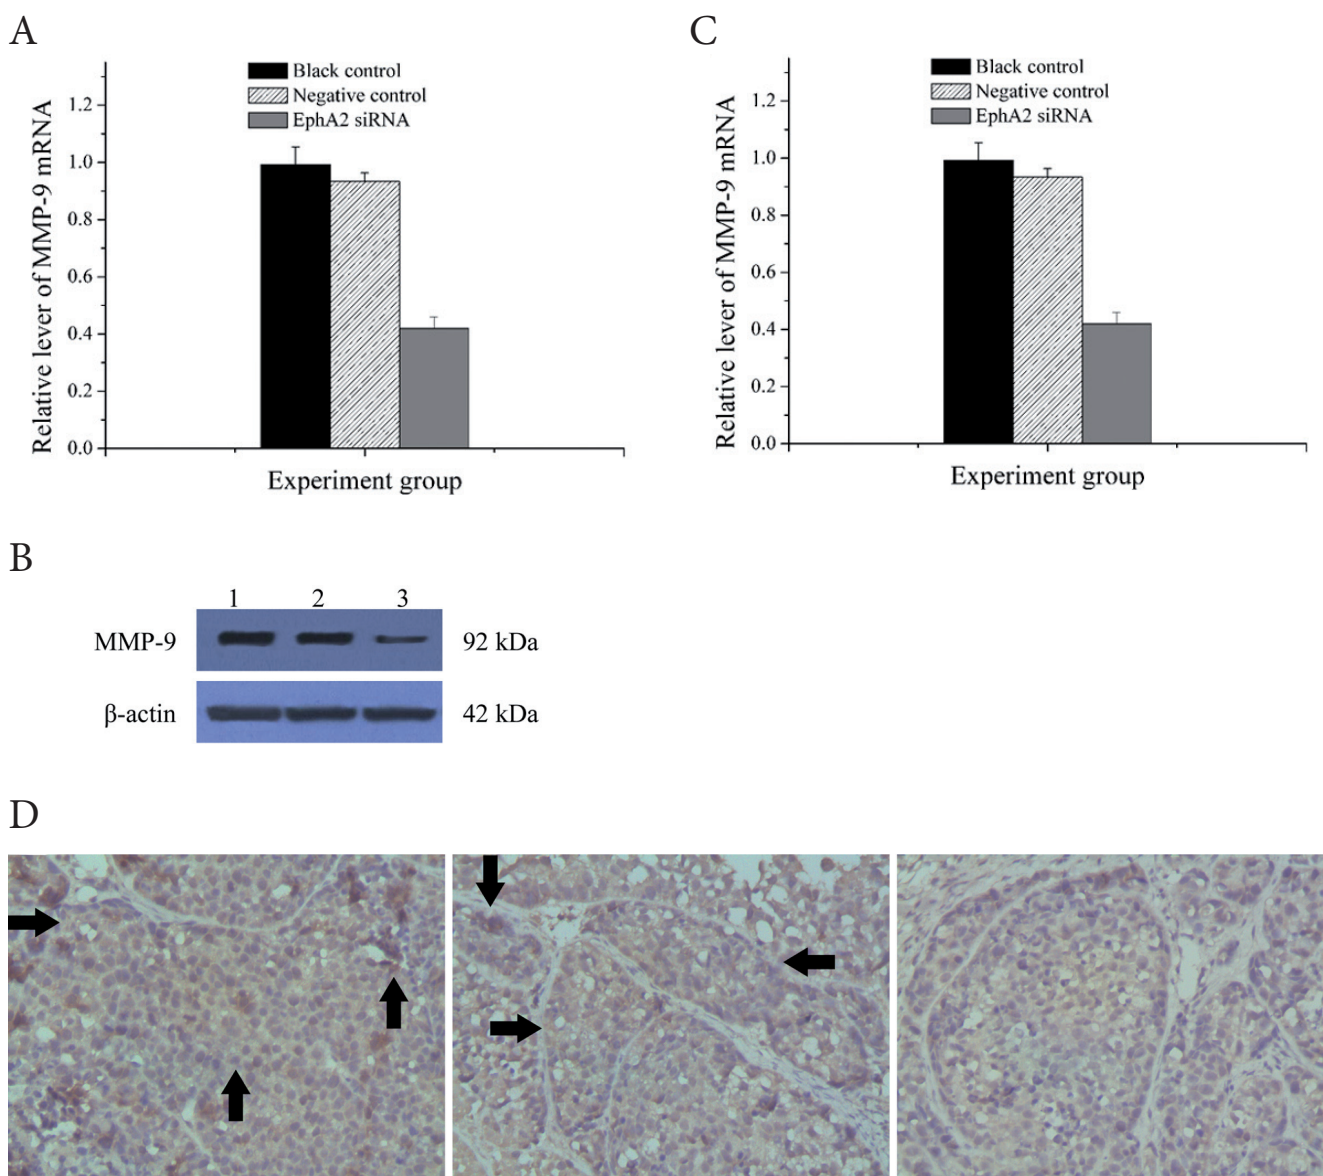 A
Black control
Negative control
EphA2 siRNA
Relative lever of MMP-9 mRNA
1.2
1.0
0.8
0.6
0.4
0.2
0.0
Experiment group
C
Black control
Negative control
EphA2 siRNA
Relative lever of MMP-9 mRNA
1.2
1.0
0.8
0.6
0.4
0.2
0.0
Experiment group
B
1 2 3
MMP-9 92 kDa
β-actin 42 kDa
D